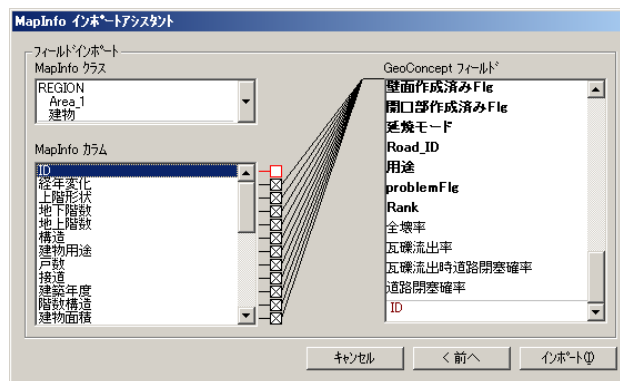 MapInfo インポートアシスタント
フィールドインポート
MapInfo クラス
REGION
Area_1
建物
MapInfo カラム
ID
経年変化
上階形状
地下階数
地上階数
構造
建物用途
戸数
接道
建築年度
階数構造
建物面積
GeoConcept フィールド
壁面作成済みFlg
開口部作成済みFlg
延焼モード
Road_ID
用途
problemFlg
Rank
全壊率
瓦礫流出率
瓦礫流出時道路閉塞確率
道路閉塞確率
ID
キャンセル
< 前へ
インポート(I)